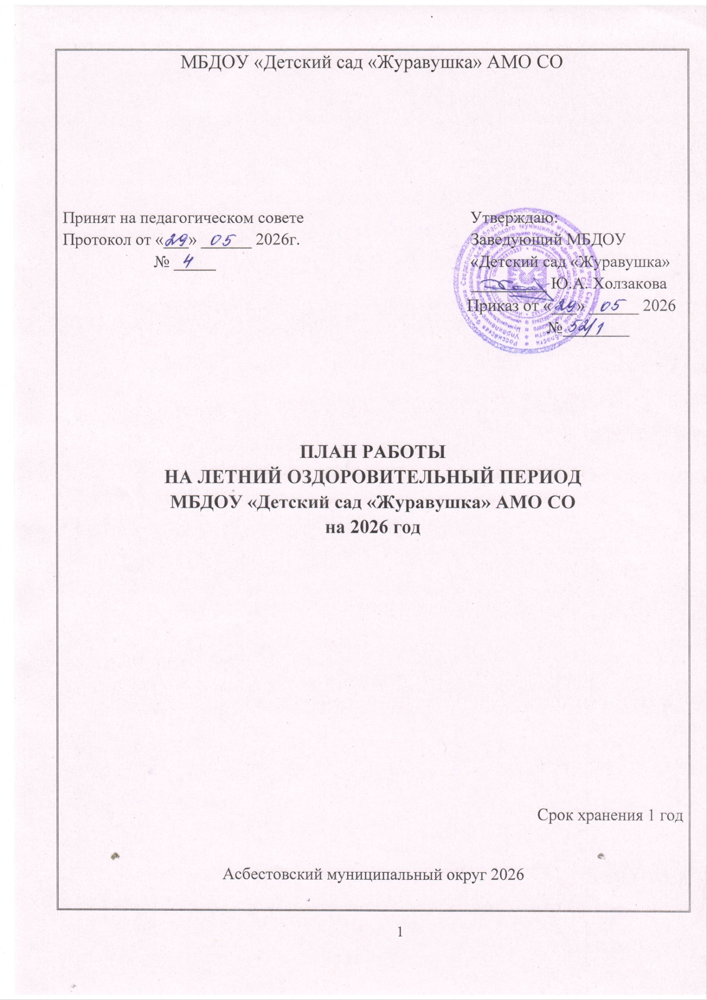 МБДОУ «Детский сад «Журавушка» АМО СО
Принят на педагогическом совете
Протокол от «29» 05 2026г.
№ 4
Утверждаю:
Заведующий МБДОУ
«Детский сад «Журавушка»
Ю.А. Холзакова
Приказ от «29» 05 2026
№ 52/1
ПЛАН РАБОТЫ
НА ЛЕТНИЙ ОЗДОРОВИТЕЛЬНЫЙ ПЕРИОД
МБДОУ «Детский сад «Журавушка» АМО СО
на 2026 год
Срок хранения 1 год
Асбестовский муниципальный округ 2026
1